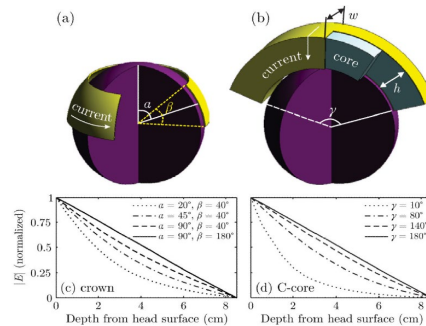 (a)
(b)
w
current
core
h
current
α
β
γ
|E| (normalized)
1
0.75
0.5
0.25
0
a = 20°, β = 40°
a = 45°, β = 40°
a = 90°, β = 40°
a = 90°, β = 180°
(c) crown
0 2 4 6 8
Depth from head surface (cm)
γ = 10°
γ = 80°
γ = 140°
γ = 180°
(d) C-core
0 2 4 6 8
Depth from head surface (cm)